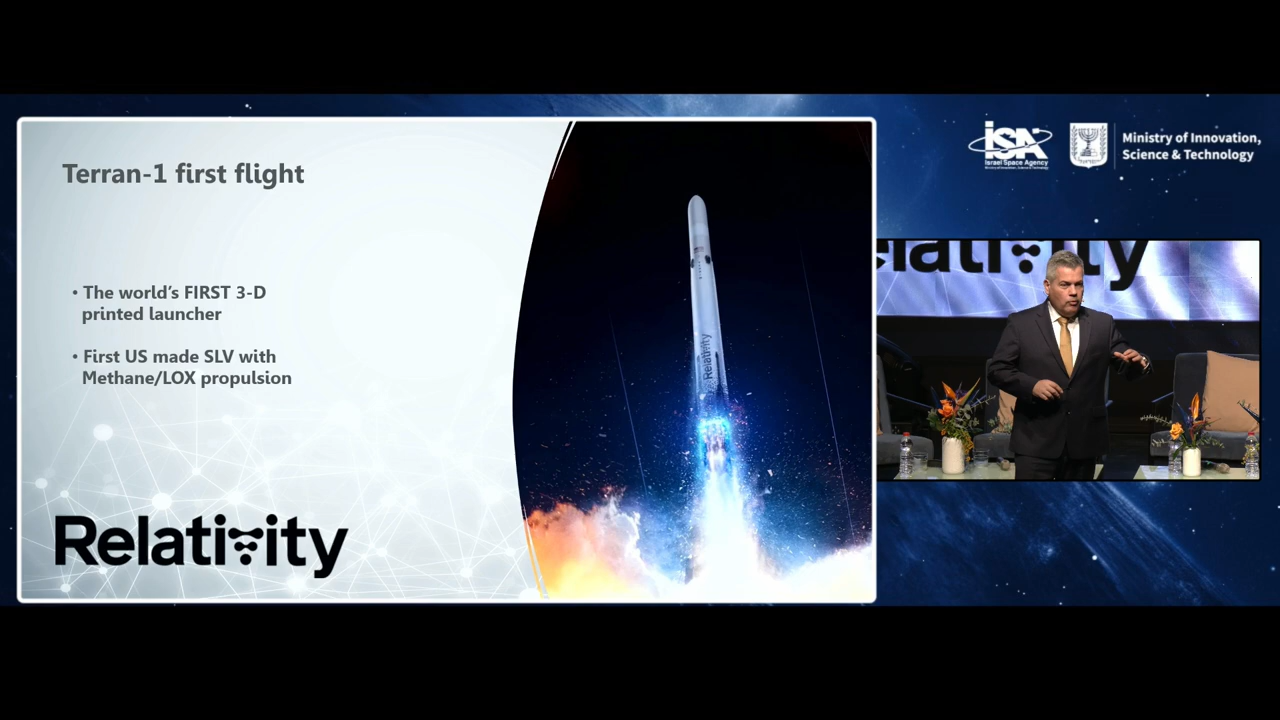 Terran-1 first flight
• The world's FIRST 3-D
printed launcher
• First US made SLV with
Methane/LOX propulsion
Relativity
Relativity
ISA
Israel Space Agency
Ministry of Innovation,
Science & Technology
elativity